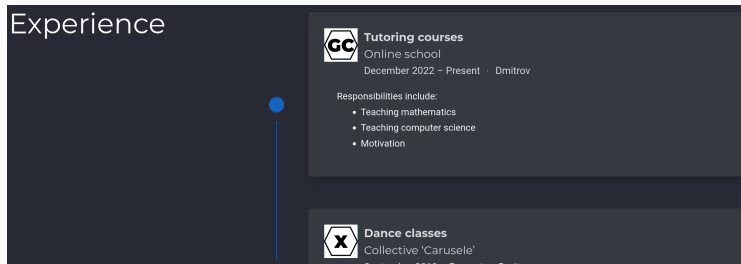 Experience
GC
Tutoring courses
Online school
December 2022 – Present · Dmitrov
Responsibilities include:
• Teaching mathematics
• Teaching computer science
• Motivation
X
Dance classes
Collective ‘Carusele’